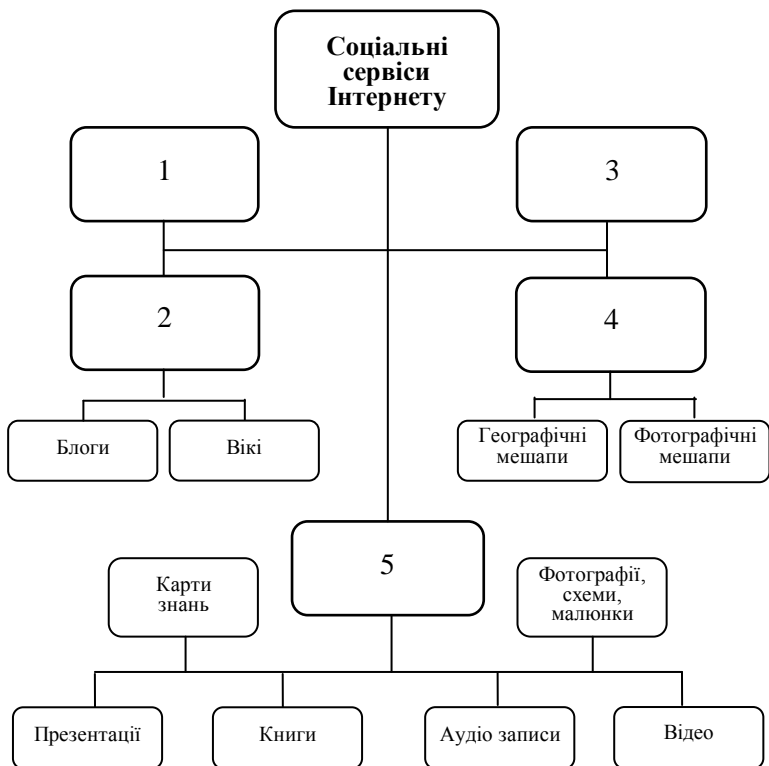 Соціальні
сервіси
Інтернету
1
3
2
4
Блоги
Вікі
Географічні
мешапи
Фотографічні
мешапи
5
Карти
знань
Фотографії,
схеми,
малюнки
Презентації
Книги
Аудіо записи
Відео